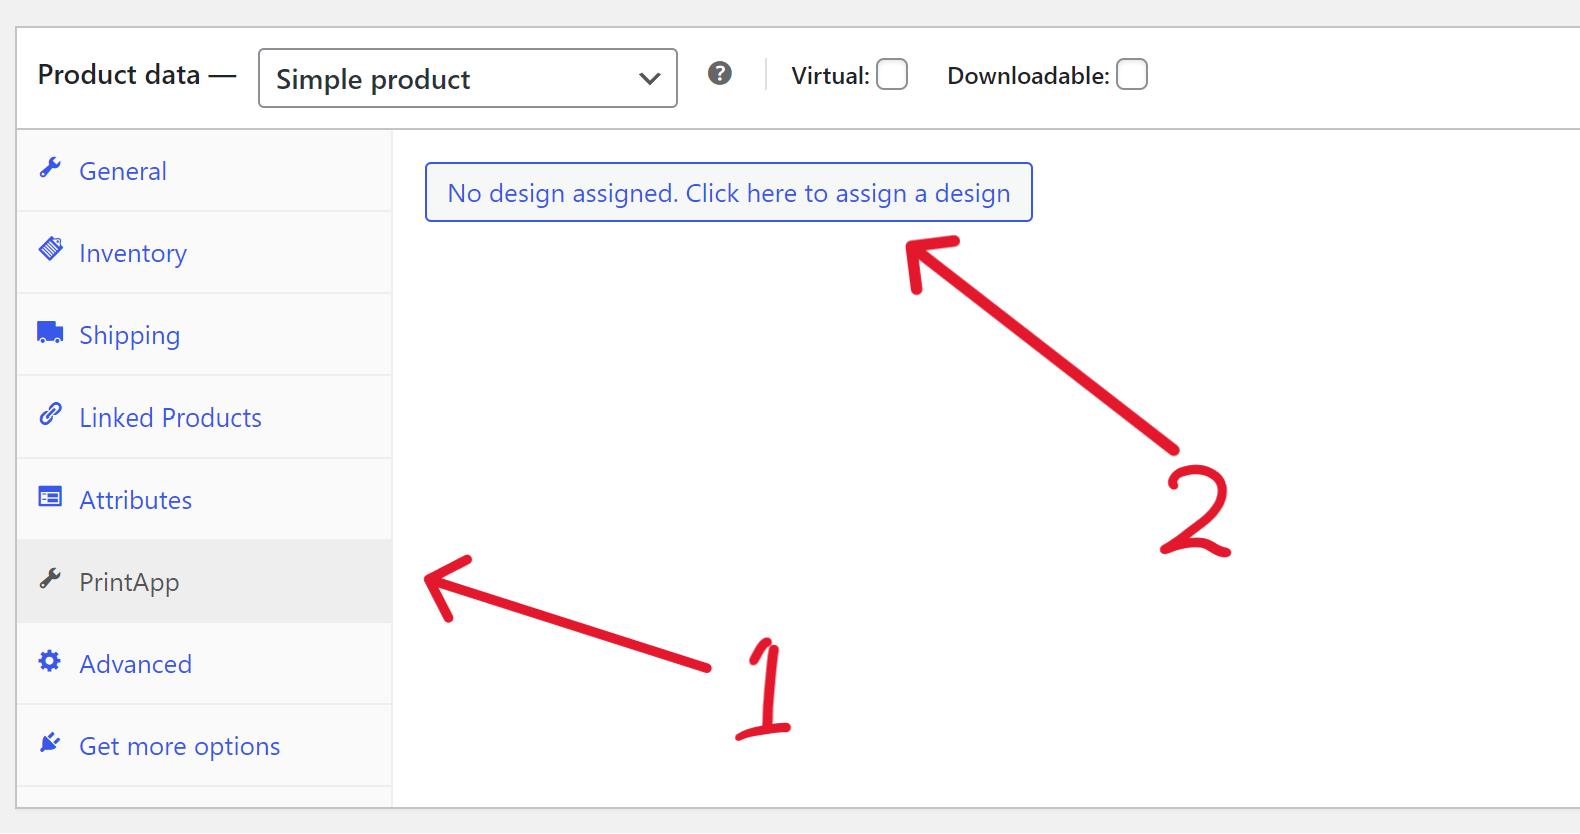 Product data —
Simple product
?
Virtual:
Downloadable:
General
Inventory
Shipping
Linked Products
Attributes
PrintApp
Advanced
Get more options
No design assigned. Click here to assign a design
2
1